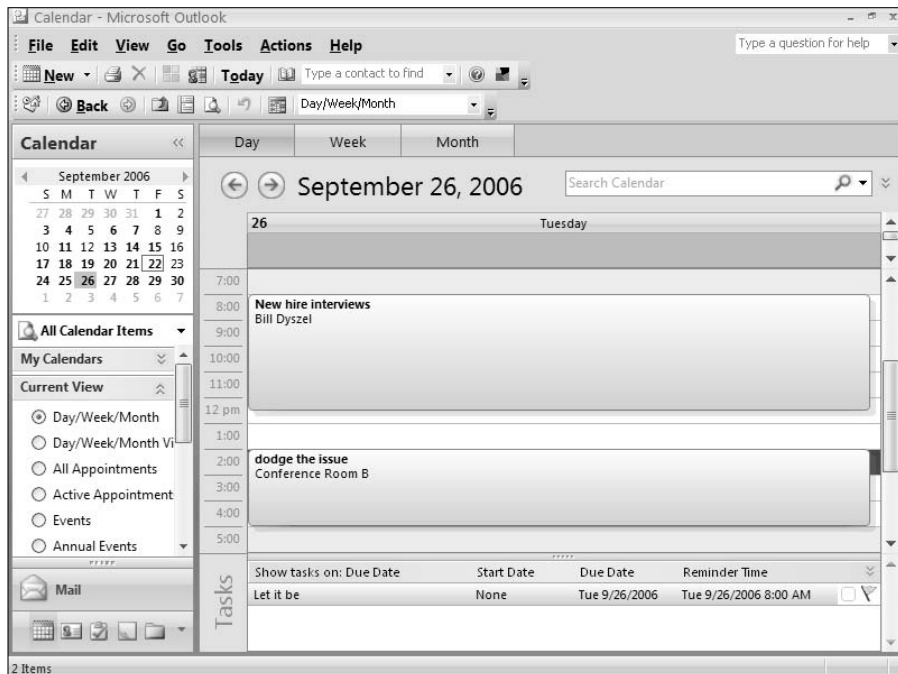 Calendar - Microsoft Outlook
File Edit View Go Tools Actions Help
Type a question for help
New Today Type a contact to find
Back Day/Week/Month
Calendar
Day Week Month
September 2006
S M T W T F S
27 28 29 30 31 1 2
3 4 5 6 7 8 9
10 11 12 13 14 15 16
17 18 19 20 21 22 23
24 25 26 27 28 29 30
1 2 3 4 5 6 7
September 26, 2006
Search Calendar
26 Tuesday
All Calendar Items
My Calendars
Current View
Day/Week/Month
Day/Week/Month Vi
All Appointments
Active Appointment
Events
Annual Events
Mail
7:00
8:00 New hire interviews
Bill Dyszel
9:00
10:00
11:00
12 pm
1:00
2:00 dodge the issue
Conference Room B
3:00
4:00
5:00
Tasks
Show tasks on: Due Date Start Date Due Date Reminder Time
Let it be None Tue 9/26/2006 Tue 9/26/2006 8:00 AM
2 Items